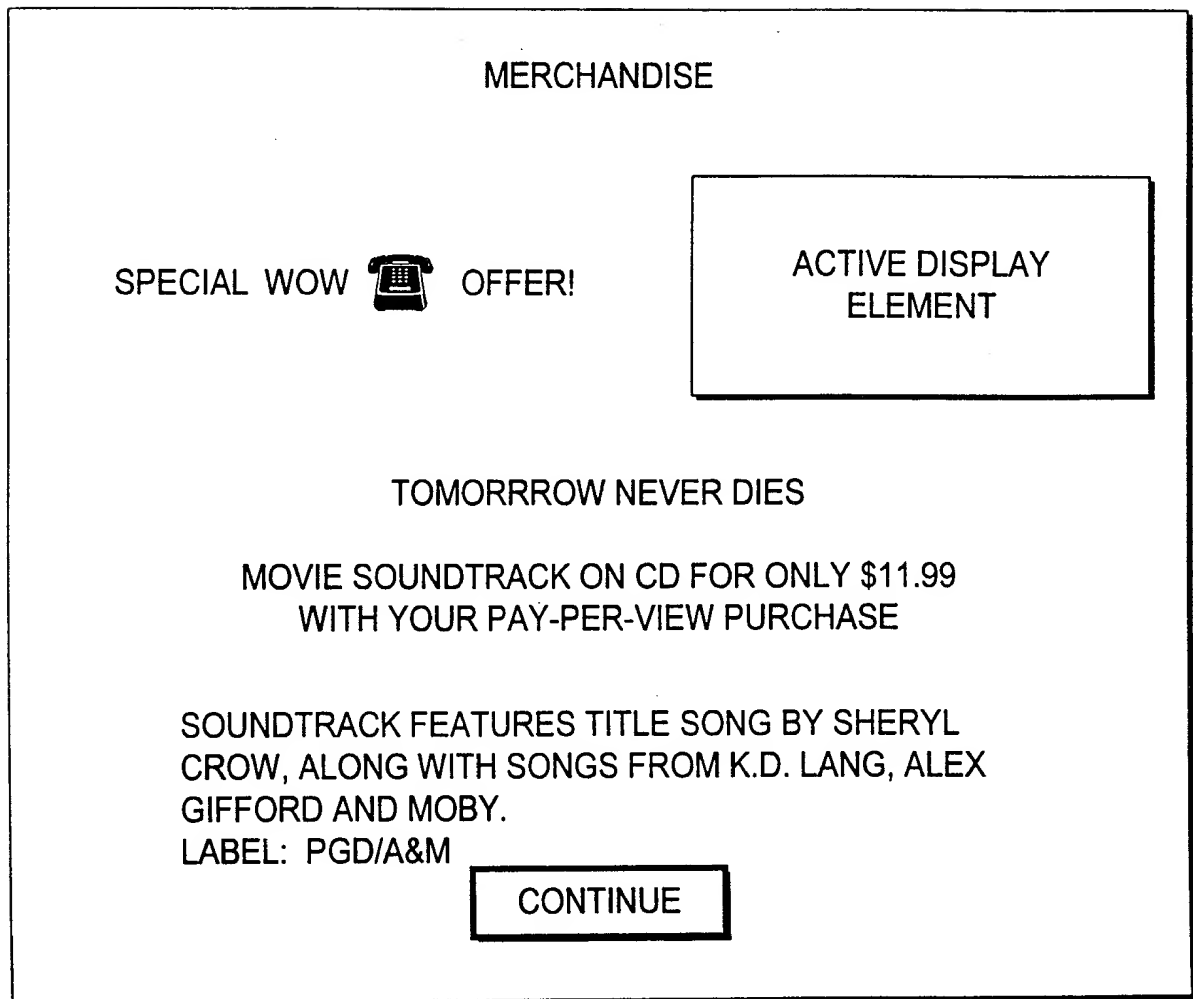 MERCHANDISE
SPECIAL WOW OFFER!
ACTIVE DISPLAY
ELEMENT
TOMORRROW NEVER DIES
MOVIE SOUNDTRACK ON CD FOR ONLY $11.99
WITH YOUR PAY-PER-VIEW PURCHASE
SOUNDTRACK FEATURES TITLE SONG BY SHERYL
CROW, ALONG WITH SONGS FROM K.D. LANG, ALEX
GIFFORD AND MOBY.
LABEL: PGD/A&M
CONTINUE